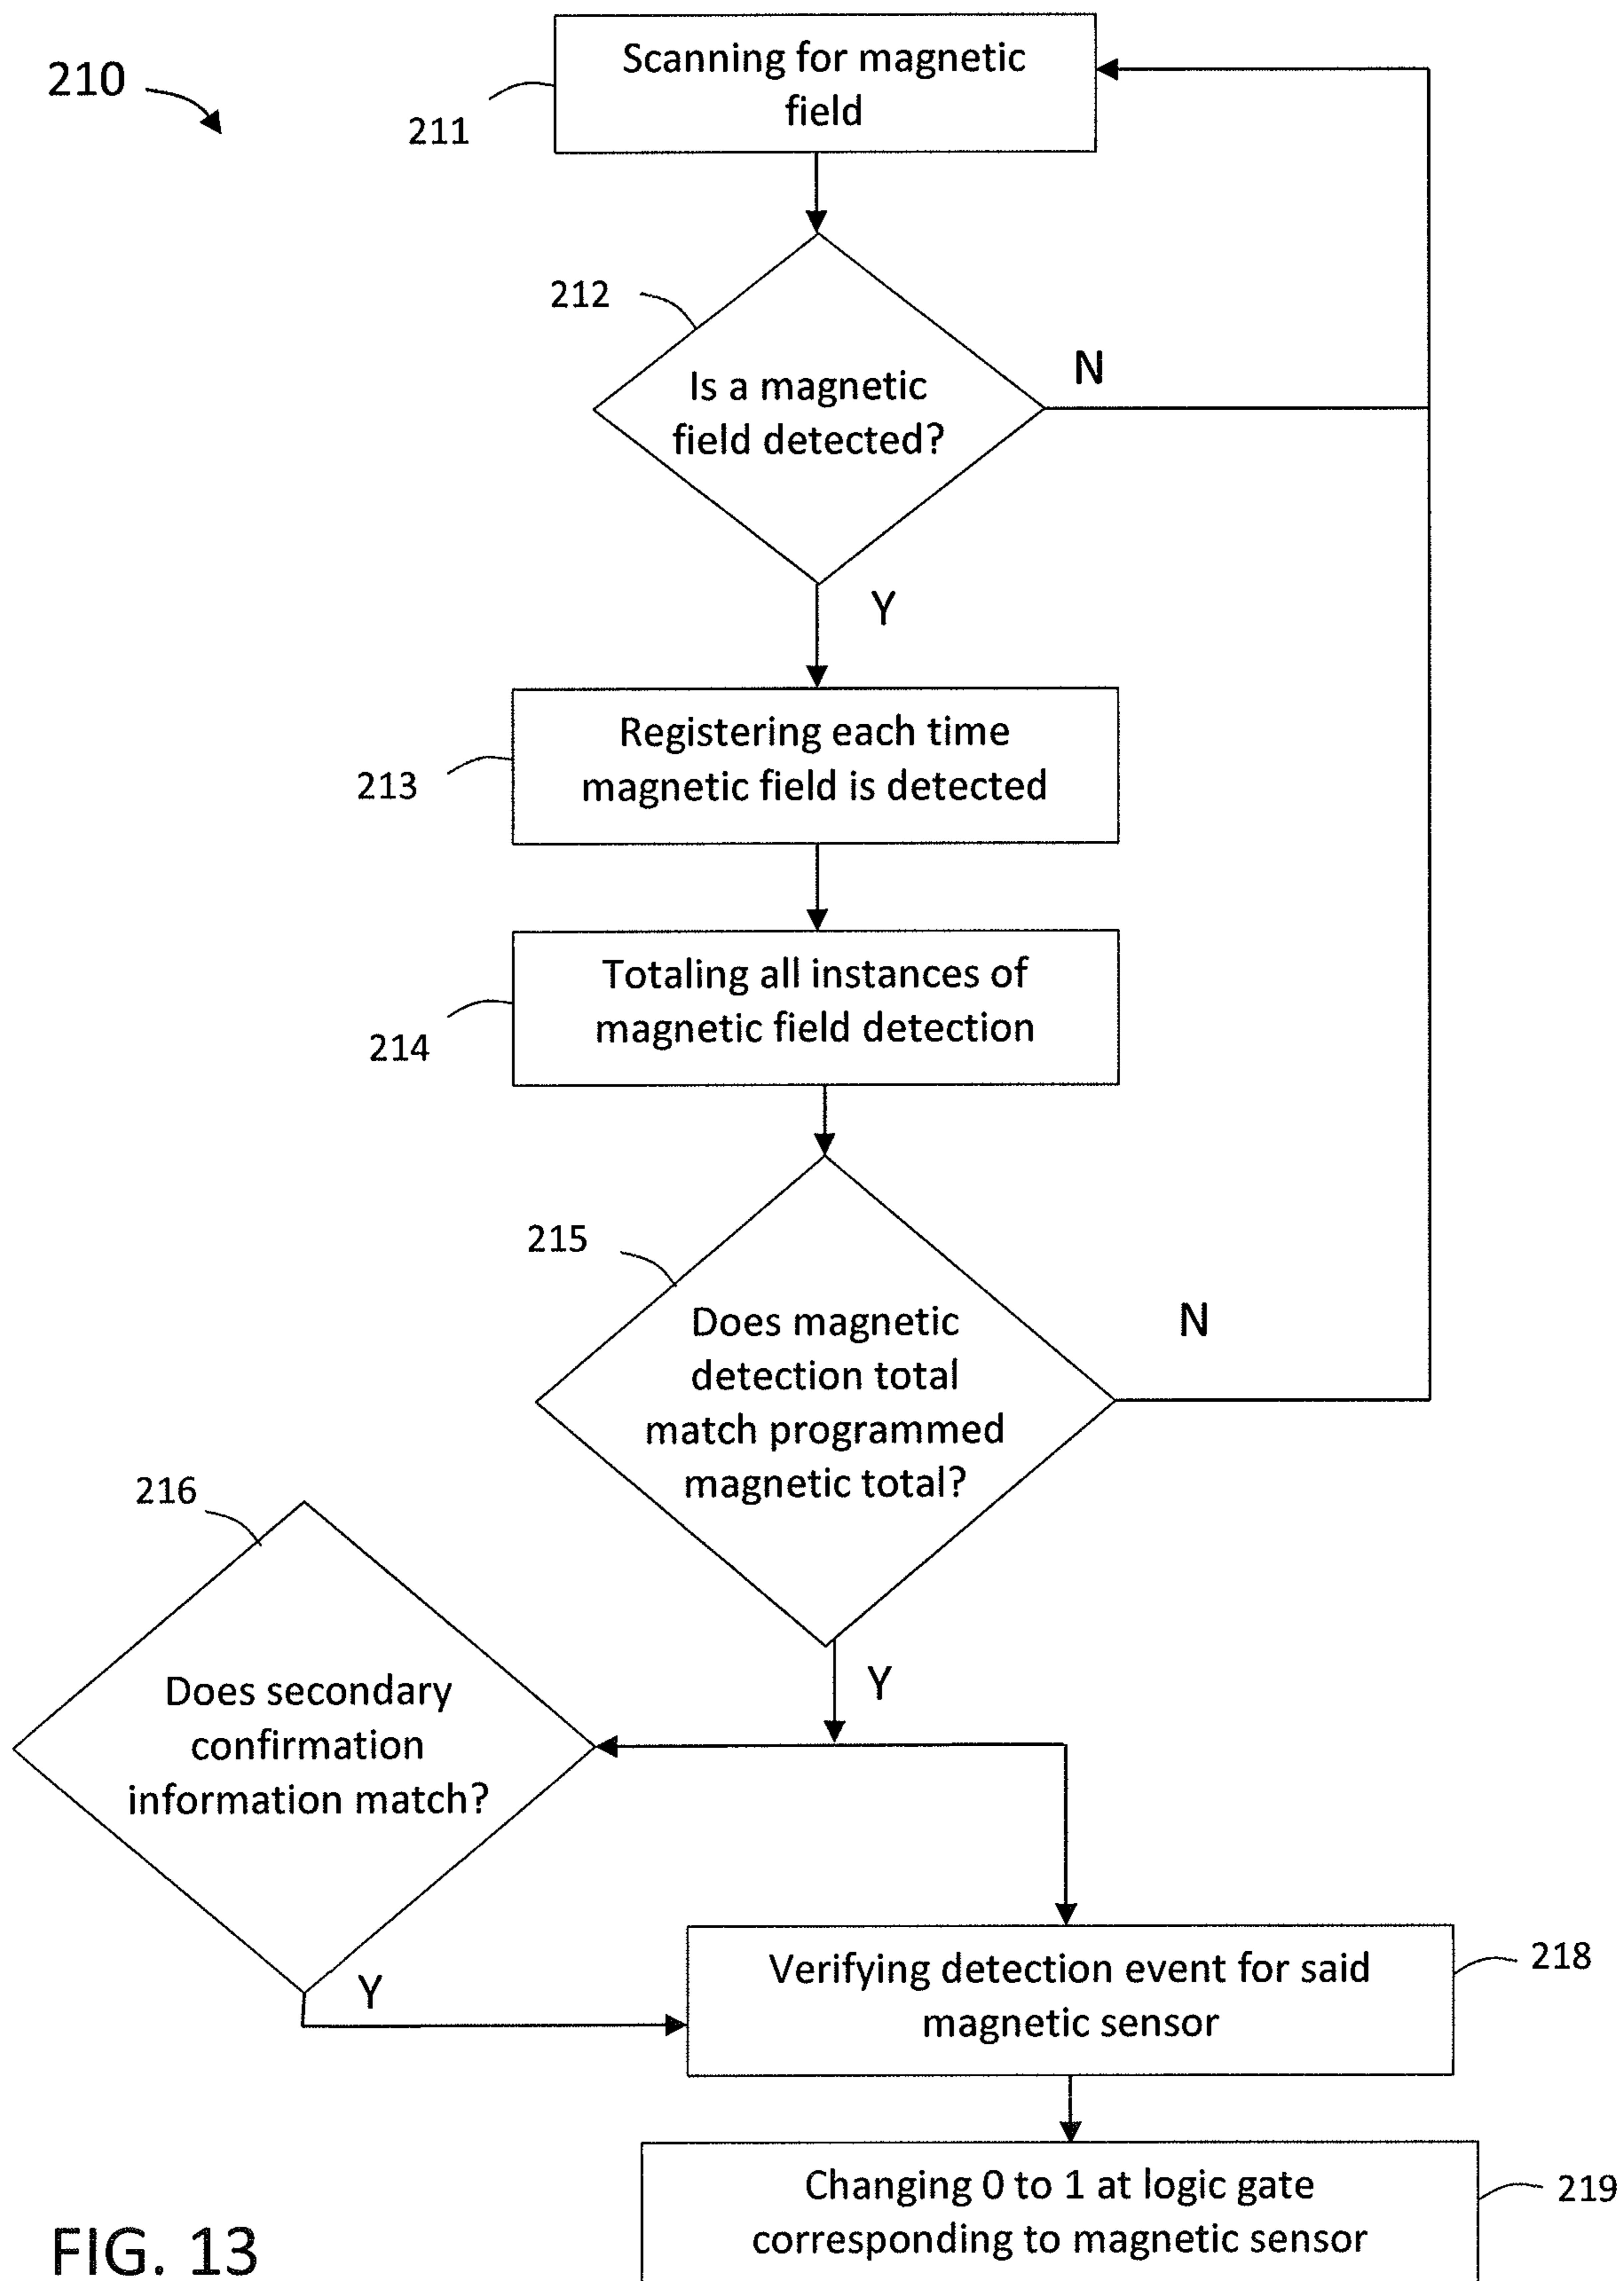 210
Scanning for magnetic
field
211
212
Is a magnetic
field detected?
N
Y
Registering each time
magnetic field is detected
213
Totaling all instances of
magnetic field detection
214
215
Does magnetic
detection total
match programmed
magnetic total?
N
216
Y
Does secondary
confirmation
information match?
Y
Verifying detection event for said
magnetic sensor
218
Changing 0 to 1 at logic gate
corresponding to magnetic sensor
219
FIG. 13